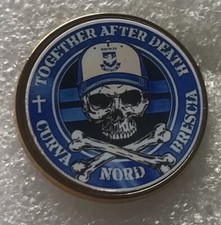 TOGETHER AFTER DEATH
CURVA
NORD
BRESCIA